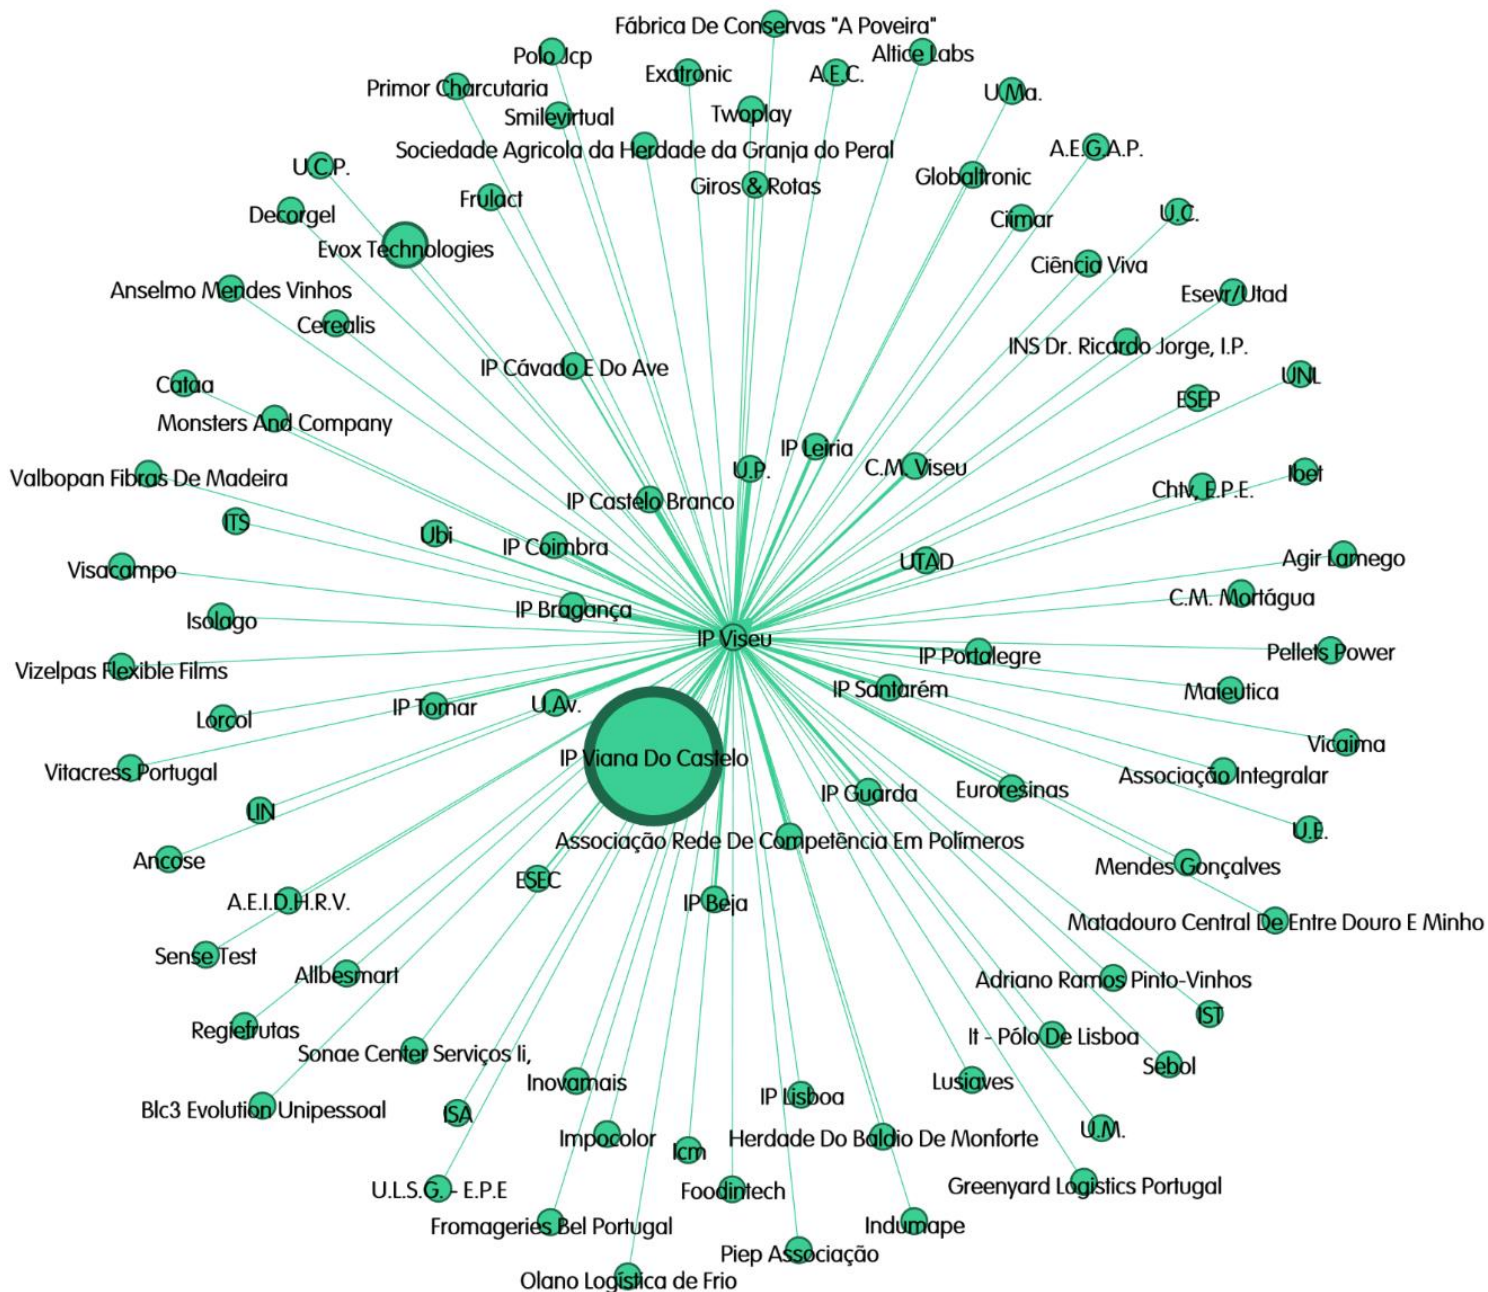 Fábrica De Conservas "A Poveira"
Polo Jcp
Altice Labs
Exatronic
A.E.C.
Primor Charcutaria
U.Ma.
Smilevirtual
Twoplay
Sociedade Agricola da Herdade da Granja do Peral
A.E.G.A.P.
U.C.P.
Giros & Rotas
Globaltronic
Frulact
Decorgel
Ciimar
U.C.
Evox Technologies
Ciência Viva
Anselmo Mendes Vinhos
Esevr/Utad
Cerealis
INS Dr. Ricardo Jorge, I.P.
IP Cávado E Do Ave
UNL
Cataa
ESEP
Monsters And Company
IP Leiria
C.M. Viseu
U.P.
Ibet
Valbopan Fibras De Madeira
Chtv, E.P.E.
IP Castelo Branco
ITS
Ubi
IP Coimbra
UTAD
Agir Lamego
Visacampo
C.M. Mortágua
IP Bragança
Isolago
IP Viseu
IP Portalegre
Pellets Power
Vizelpas Flexible Films
IP Santarém
Maieutica
Lorcol
IP Tomar
U.Av.
Vicaima
IP Viana Do Castelo
Vitacress Portugal
Associação Integralar
IP Guarda
Euroresinas
LIN
U.E.
Associação Rede De Competência Em Polímeros
Ancose
Mendes Gonçalves
ESEC
A.E.I.D.H.R.V.
IP Beja
Matadouro Central De Entre Douro E Minho
Sense Test
Allbesmart
Adriano Ramos Pinto-Vinhos
IST
Regiefrutas
It - Pólo De Lisboa
Sonae Center Serviços Ii,
Sebol
Inovamais
Lusiaves
IP Lisboa
Blc3 Evolution Unipessoal
ISA
U.M.
Impocolor
Herdade Do Baldio De Monforte
Icm
U.L.S.G. - E.P.E
Foodintech
Greenyard Logistics Portugal
Fromageries Bel Portugal
Indumape
Piep Associação
Olano Logística de Frio